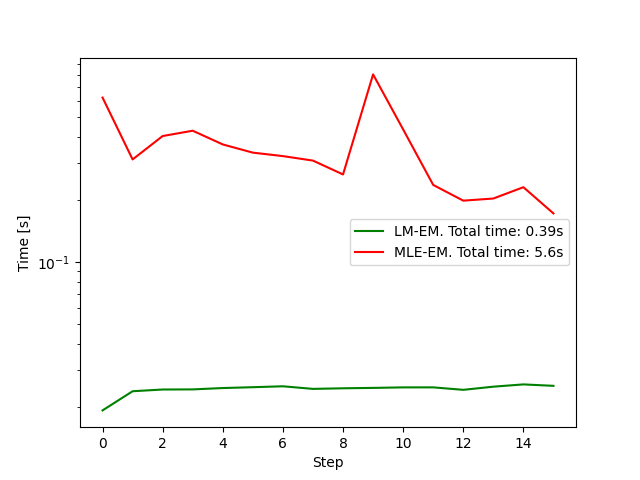 Time [s]
10⁻¹
LM-EM. Total time: 0.39s
MLE-EM. Total time: 5.6s
0 2 4 6 8 10 12 14
Step